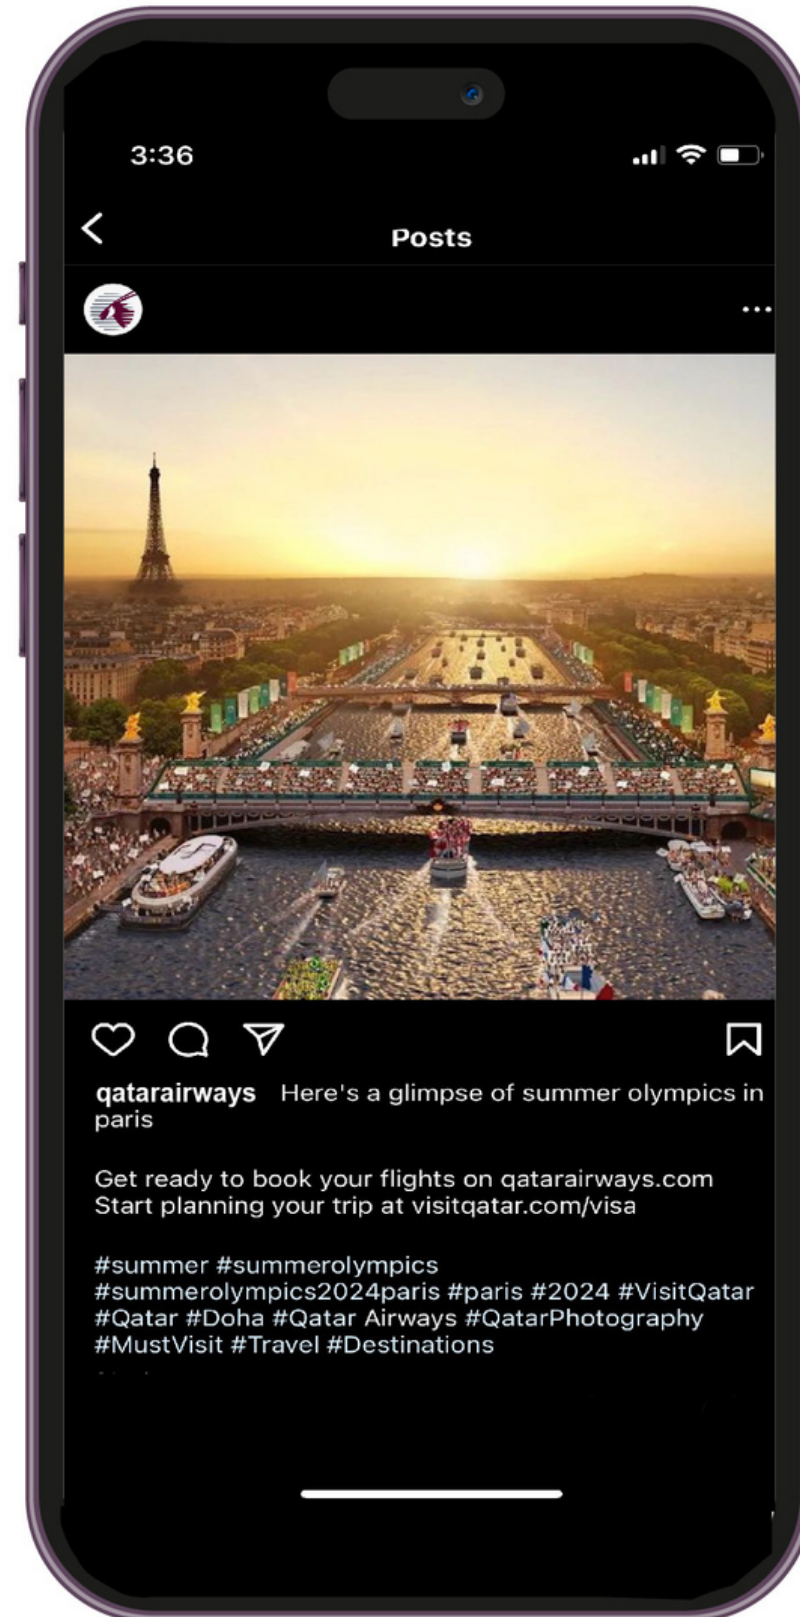 3:36
Posts
qatarairways Here's a glimpse of summer olympics in
paris
Get ready to book your flights on qatarairways.com
Start planning your trip at visitqatar.com/visa
#summer #summerolympics
#summerolympics2024paris #paris #2024 #VisitQatar
#Qatar #Doha #Qatar Airways #QatarPhotography
#MustVisit #Travel #Destinations